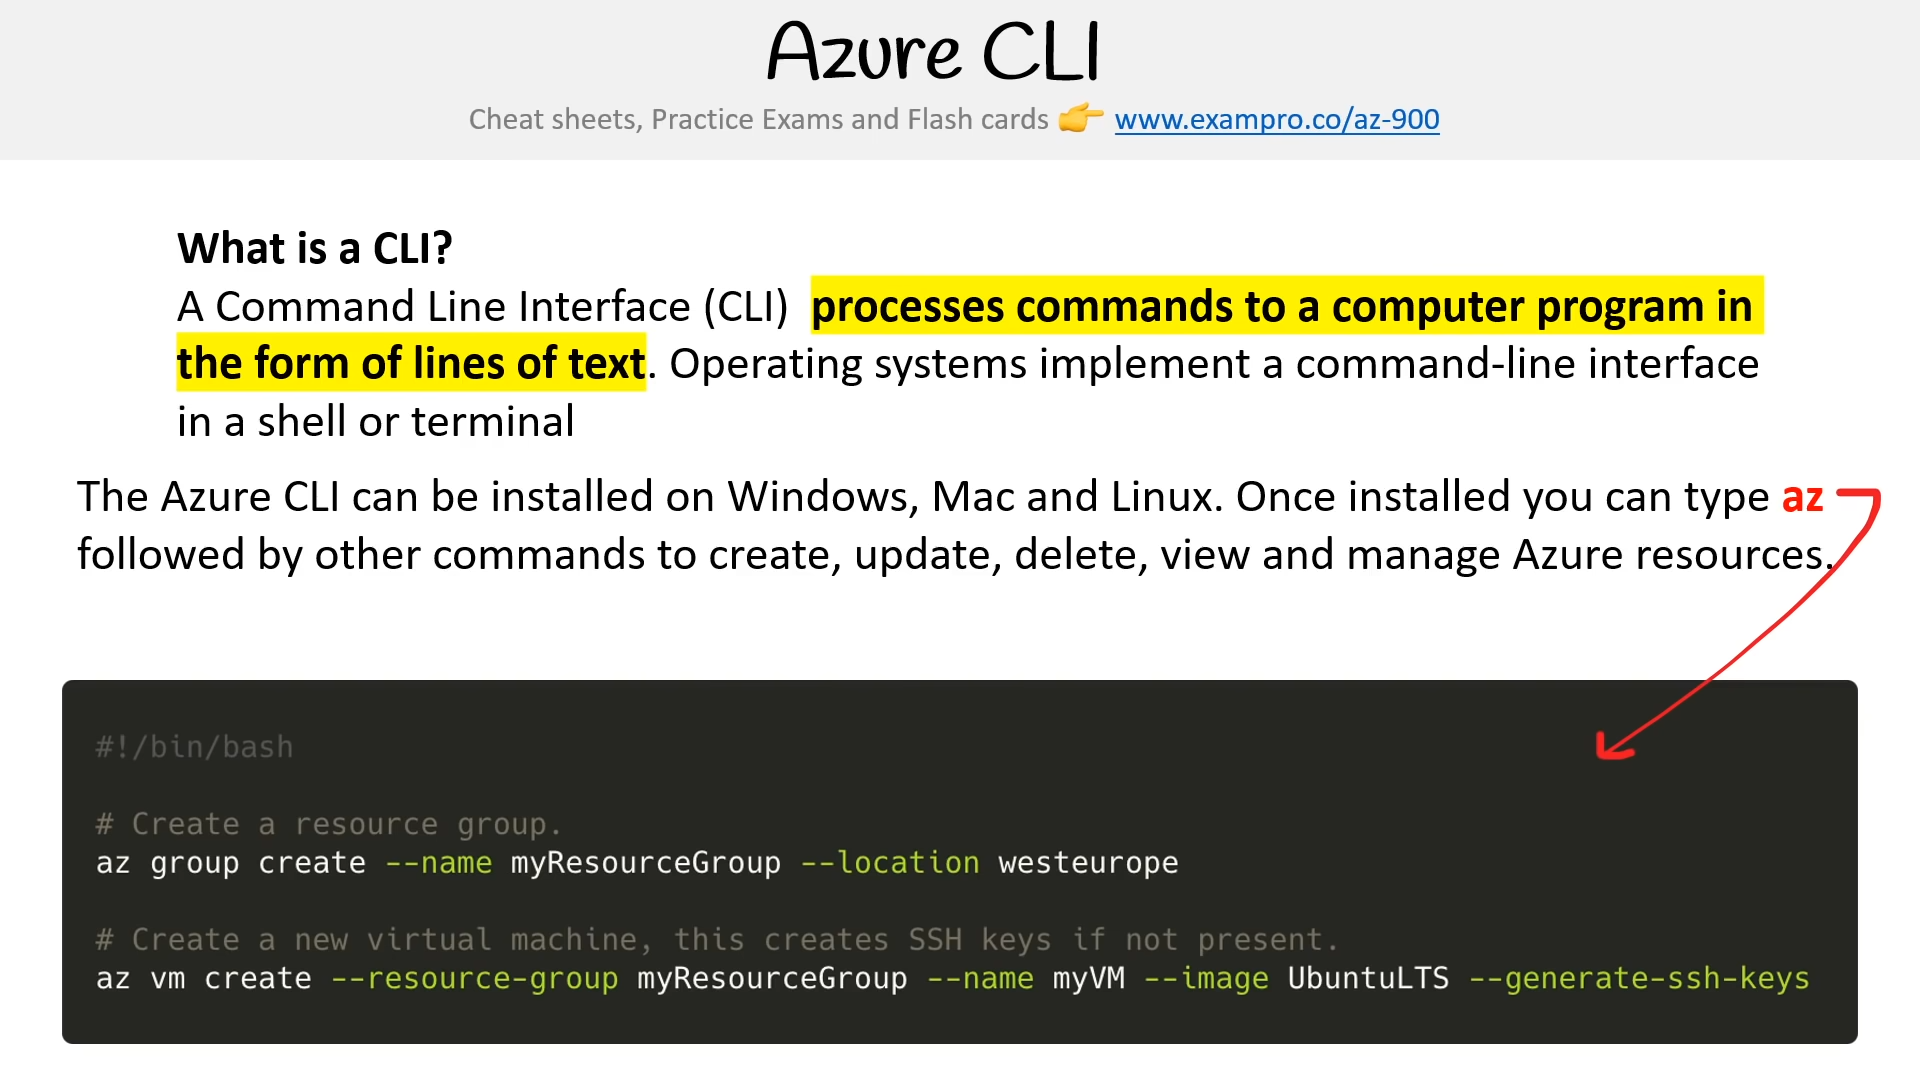 Azure CLI
Cheat sheets, Practice Exams and Flash cards 👉 www.exampro.co/az-900
What is a CLI?
A Command Line Interface (CLI) processes commands to a computer program in
the form of lines of text. Operating systems implement a command-line interface
in a shell or terminal
The Azure CLI can be installed on Windows, Mac and Linux. Once installed you can type az
followed by other commands to create, update, delete, view and manage Azure resources.
#!/bin/bash
# Create a resource group.
az group create --name myResourceGroup --location westeurope
# Create a new virtual machine, this creates SSH keys if not present.
az vm create --resource-group myResourceGroup --name myVM --image UbuntuLTS --generate-ssh-keys